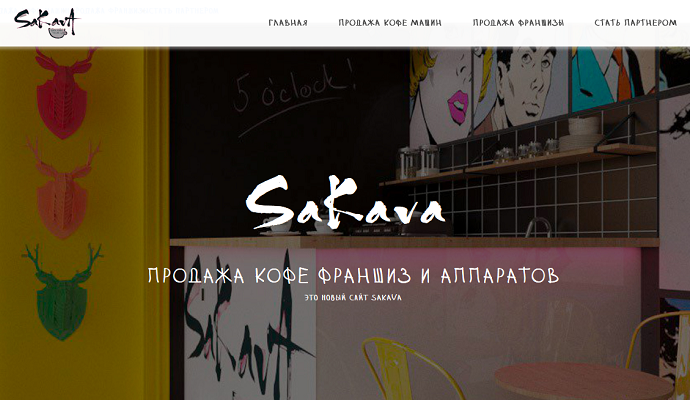 SaKavA
ГЛАВНАЯ
ПРОДАЖА КОФЕ МАШИН
ПРОДАЖА ФРАНШИЗЫ
СТАТЬ ПАРТНЕРОМ
5 o'clock!
SaKava
ПРОДАЖА КОФЕ ФРАНШИЗ И АППАРАТОВ
ЭТО НОВЫЙ САЙТ SAKAVA
SaKavA